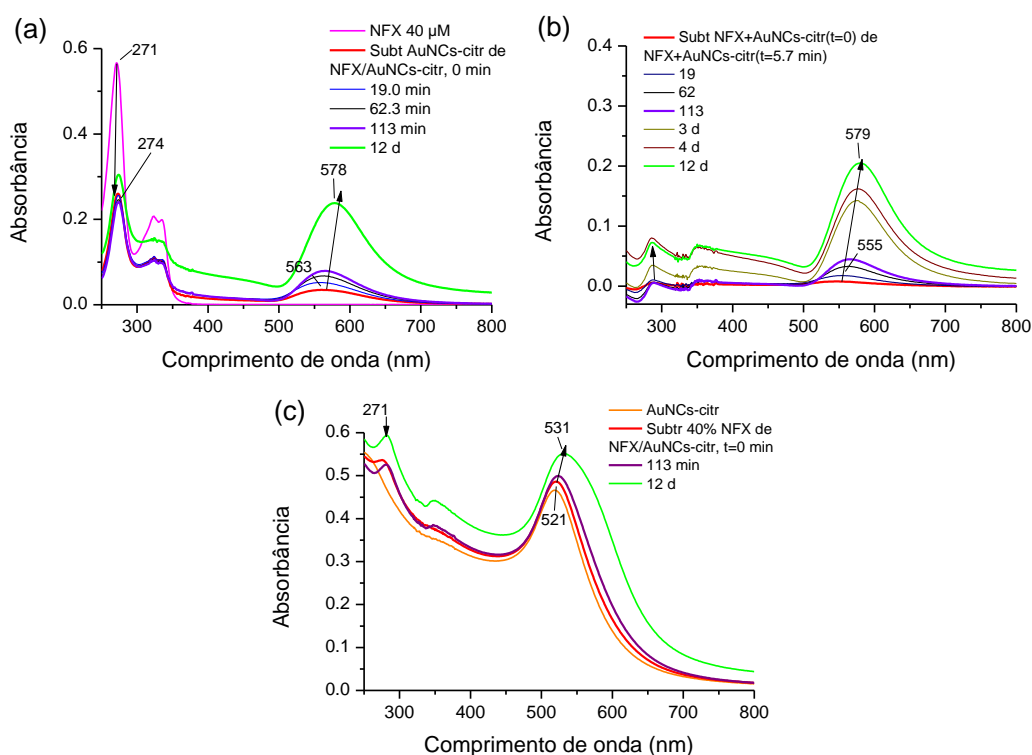 (a)
NFX 40 µM
Subt AuNCs-citr de
NFX/AuNCs-citr, 0 min
19.0 min
62.3 min
113 min
12 d
271
274
563
578
0.6
0.4
0.2
0.0
Absorbância
300 400 500 600 700 800
Comprimento de onda (nm)
(b)
Subt NFX+AuNCs-citr(t=0) de
NFX+AuNCs-citr(t=5.7 min)
19
62
113
3 d
4 d
12 d
579
555
0.4
0.3
0.2
0.1
0.0
Absorbância
300 400 500 600 700 800
Comprimento de onda (nm)
(c)
AuNCs-citr
Subtr 40% NFX de
NFX/AuNCs-citr, t=0 min
113 min
12 d
271
531
521
0.6
0.5
0.4
0.3
0.2
0.1
0.0
Absorbância
300 400 500 600 700 800
Comprimento de onda (nm)